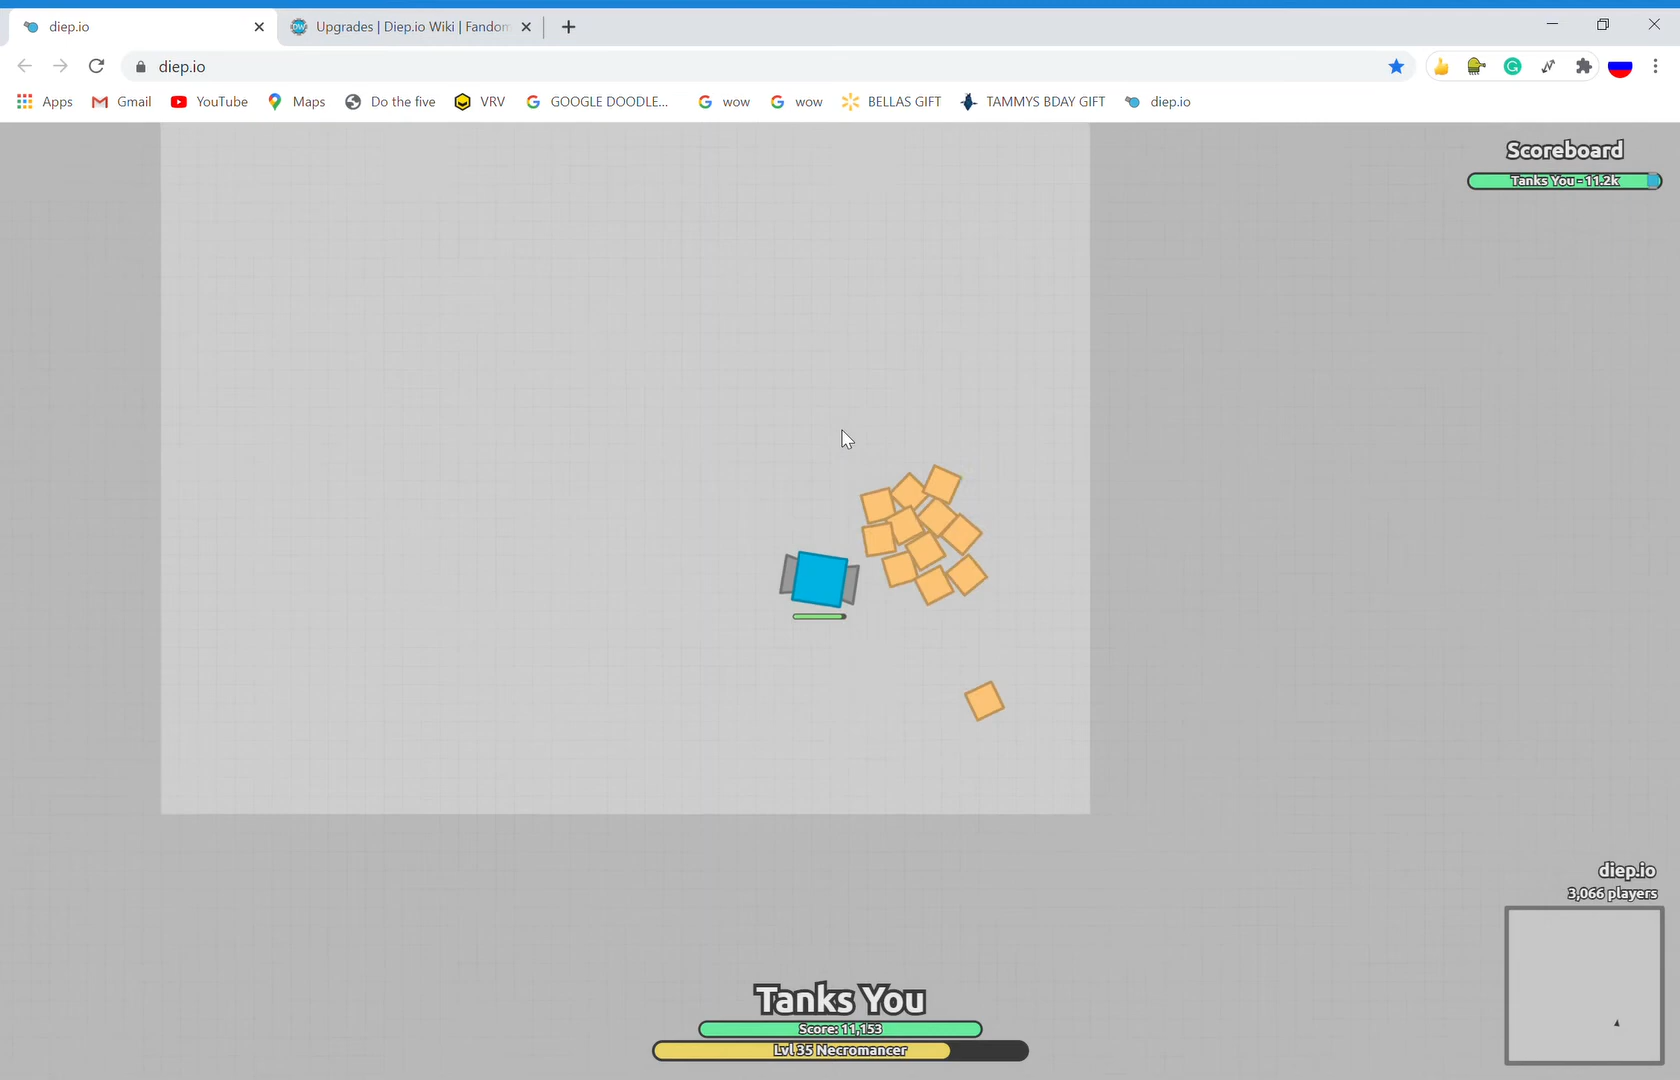 diep.io
Upgrades | Diep.io Wiki | Fandom
diep.io
Apps
Gmail
YouTube
Maps
Do the five
VRV
GOOGLE DOODLE...
wow
wow
BELLAS GIFT
TAMMYS BDAY GIFT
diep.io
Scoreboard
Tanks You - 11.2k
diep.io
3,066 players
Tanks You
Score: 11,153
Lvl 35 Necromancer